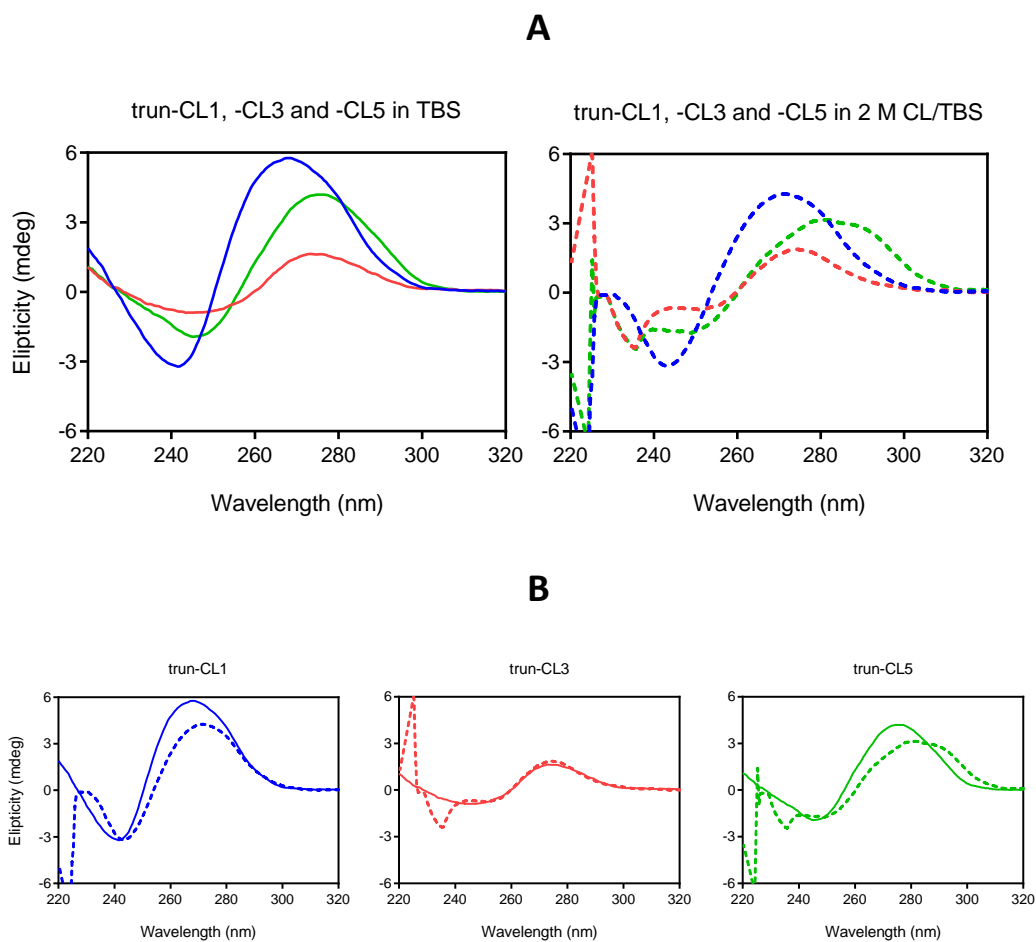 A
trun-CL1, -CL3 and -CL5 in TBS
trun-CL1, -CL3 and -CL5 in 2 M CL/TBS
Elipticity (mdeg)
6
3
0
-3
-6
220 240 260 280 300 320
Wavelength (nm)
6
3
0
-3
-6
220 240 260 280 300 320
Wavelength (nm)
B
trun-CL1
trun-CL3
trun-CL5
Elipticity (mdeg)
6
3
0
-3
-6
220 240 260 280 300 320
Wavelength (nm)
6
3
0
-3
-6
220 240 260 280 300 320
Wavelength (nm)
6
3
0
-3
-6
220 240 260 280 300 320
Wavelength (nm)